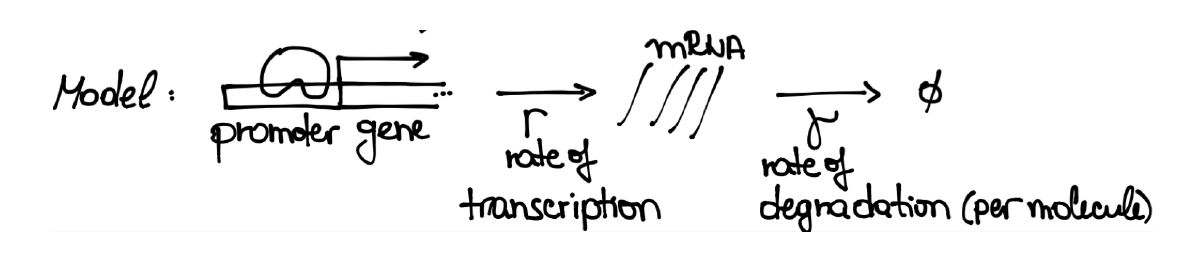 mRNA
Model: ... r γ ϕ
promoter gene
rate of rate of
transcription degradation (per molecule)